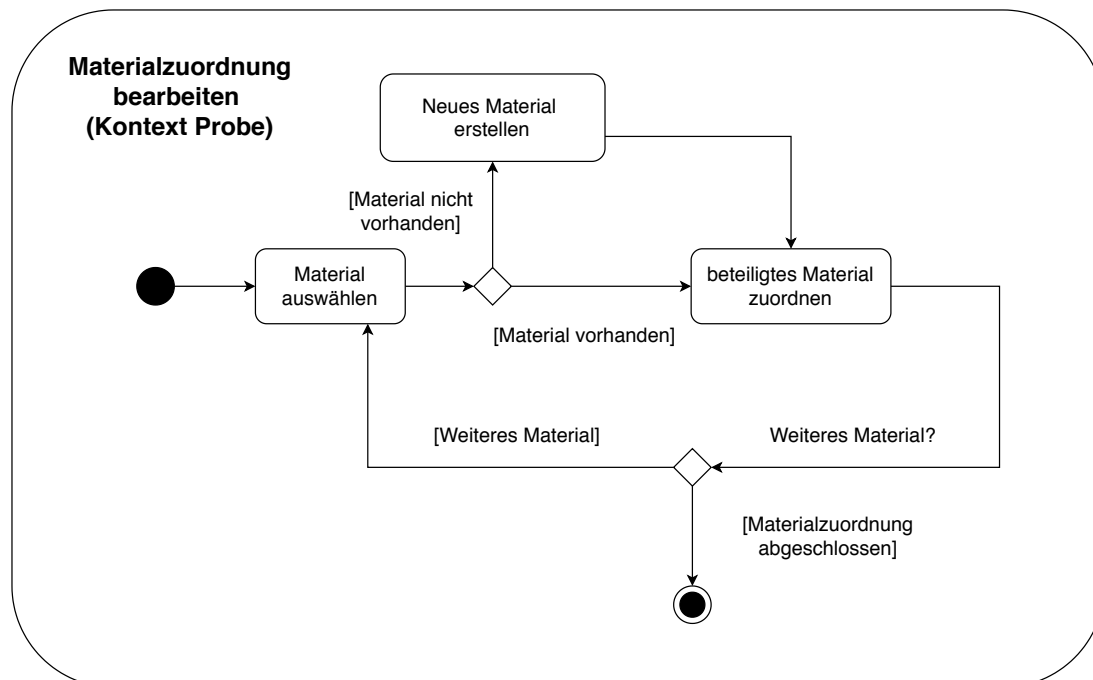 Materialzuordnung
bearbeiten
(Kontext Probe)
Neues Material
erstellen
[Material nicht
vorhanden]
Material
auswählen
beteiligtes Material
zuordnen
[Material vorhanden]
[Weiteres Material]
Weiteres Material?
[Materialzuordnung
abgeschlossen]